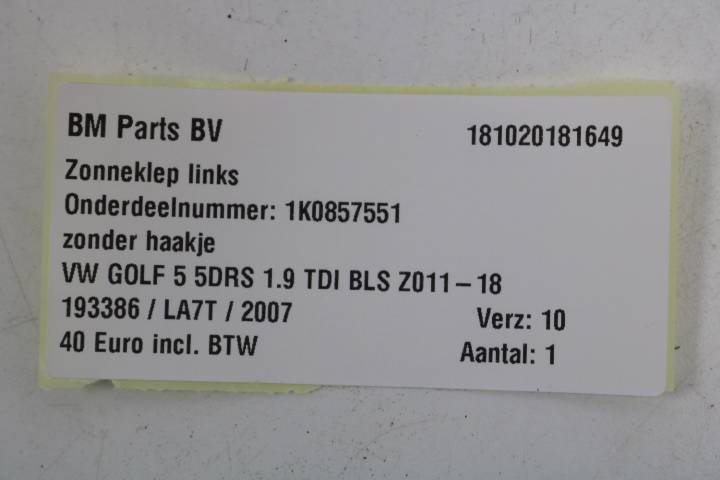 BM Parts BV 181020181649
Zonneklep links
Onderdeelnummer: 1K0857551
zonder haakje
VW GOLF 5 5DRS 1.9 TDI BLS Z011-18
193386 / LA7T / 2007 Verz: 10
40 Euro incl. BTW Aantal: 1